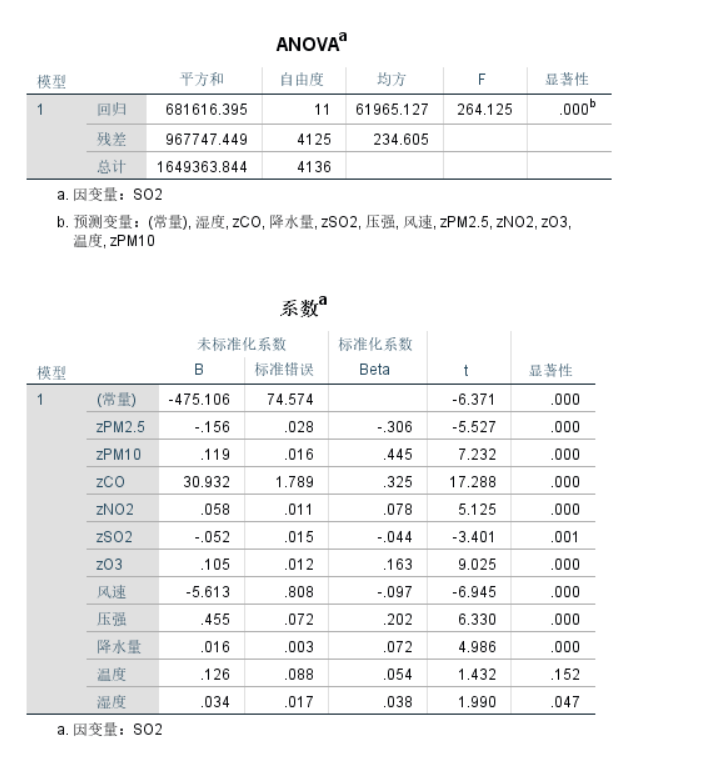 ANOVAa
模型 平方和 自由度 均方 F 显著性
1 回归 681616.395 11 61965.127 264.125 .000b
残差 967747.449 4125 234.605
总计 1649363.844 4136
a. 因变量：SO2
b. 预测变量：(常量), 湿度, zCO, 降水量, zSO2, 压强, 风速, zPM2.5, zNO2, zO3,
温度, zPM10
系数a
未标准化系数 标准化系数
模型 B 标准错误 Beta t 显著性
1 (常量) -475.106 74.574 -6.371 .000
zPM2.5 -.156 .028 -.306 -5.527 .000
zPM10 .119 .016 .445 7.232 .000
zCO 30.932 1.789 .325 17.288 .000
zNO2 .058 .011 .078 5.125 .000
zSO2 -.052 .015 -.044 -3.401 .001
zO3 .105 .012 .163 9.025 .000
风速 -5.613 .808 -.097 -6.945 .000
压强 .455 .072 .202 6.330 .000
降水量 .016 .003 .072 4.986 .000
温度 .126 .088 .054 1.432 .152
湿度 .034 .017 .038 1.990 .047
a. 因变量：SO2